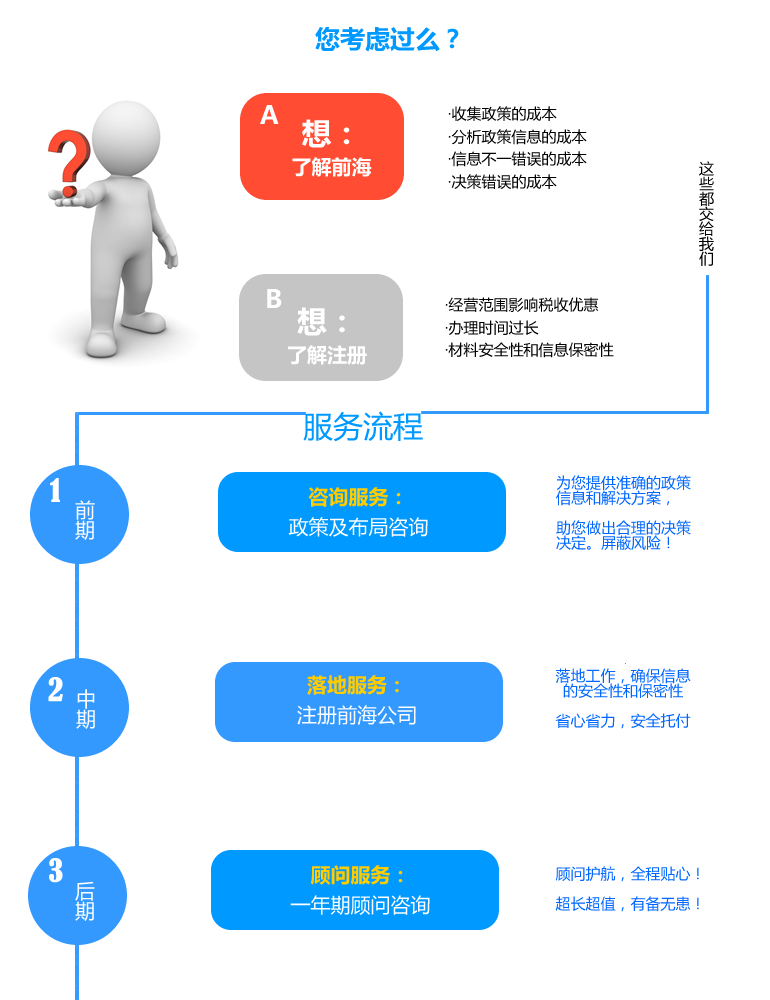 您考虑过么？
A
想：
了解前海
·收集政策的成本
·分析政策信息的成本
·信息不一错误的成本
·决策错误的成本
这些都交给我们
B
想：
了解注册
·经营范围影响税收优惠
·办理时间过长
·材料安全性和信息保密性
服务流程
1
前期
咨询服务：
政策及布局咨询
为您提供准确的政策
信息和解决方案，
助您做出合理的决策
决定。屏蔽风险！
2
中期
落地服务：
注册前海公司
落地工作，确保信息
的安全性和保密性
省心省力，安全托付
3
后期
顾问服务：
一年期顾问咨询
顾问护航，全程贴心！
超长超值，有备无患！